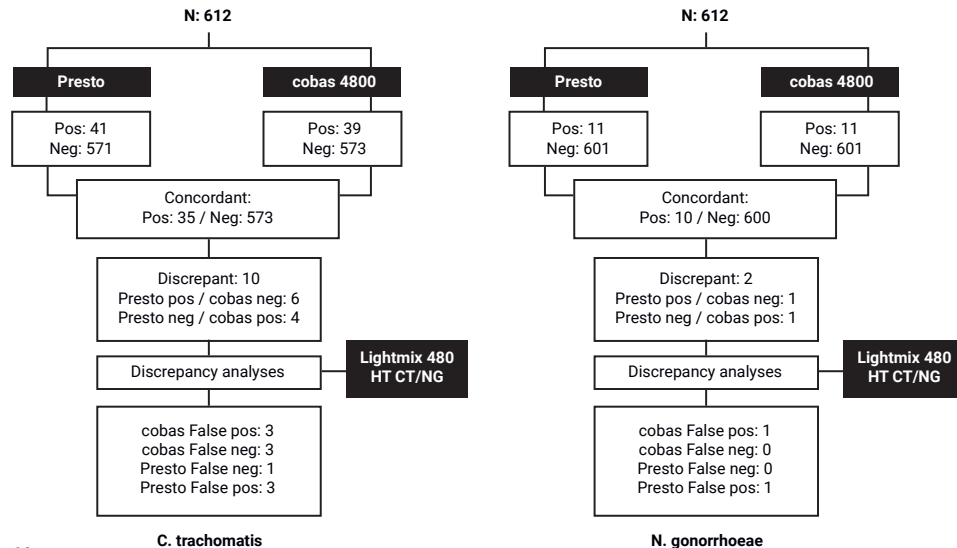 N: 612
Presto
cobas 4800
Pos: 41
Neg: 571
Pos: 39
Neg: 573
Concordant:
Pos: 35 / Neg: 573
Discrepant: 10
Presto pos / cobas neg: 6
Presto neg / cobas pos: 4
Discrepancy analyses
Lightmix 480
HT CT/NG
cobas False pos: 3
cobas False neg: 3
Presto False neg: 1
Presto False pos: 3
C. trachomatis
N: 612
Presto
cobas 4800
Pos: 11
Neg: 601
Pos: 11
Neg: 601
Concordant:
Pos: 10 / Neg: 600
Discrepant: 2
Presto pos / cobas neg: 1
Presto neg / cobas pos: 1
Discrepancy analyses
Lightmix 480
HT CT/NG
cobas False pos: 1
cobas False neg: 0
Presto False neg: 0
Presto False pos: 1
N. gonorrhoeae